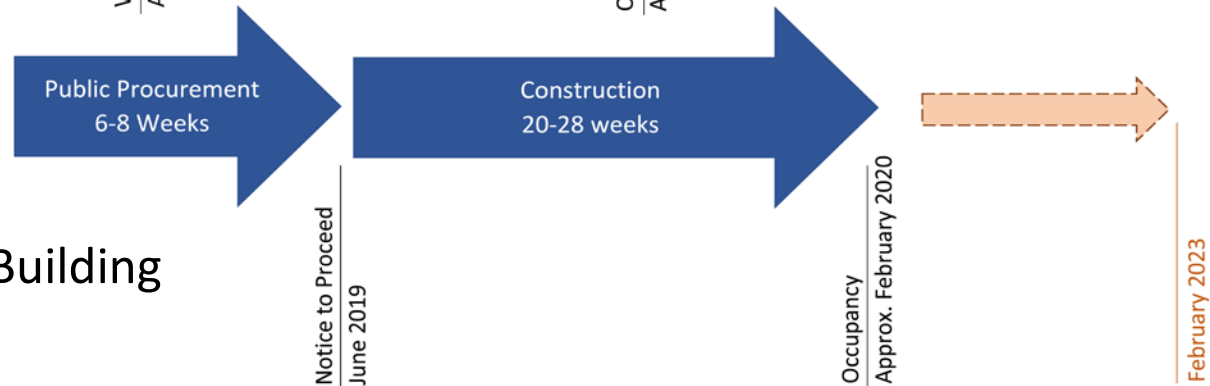 Public Procurement
6-8 Weeks
Construction
20-28 weeks
Building
Notice to Proceed
June 2019
Occupancy
Approx. February 2020
February 2023